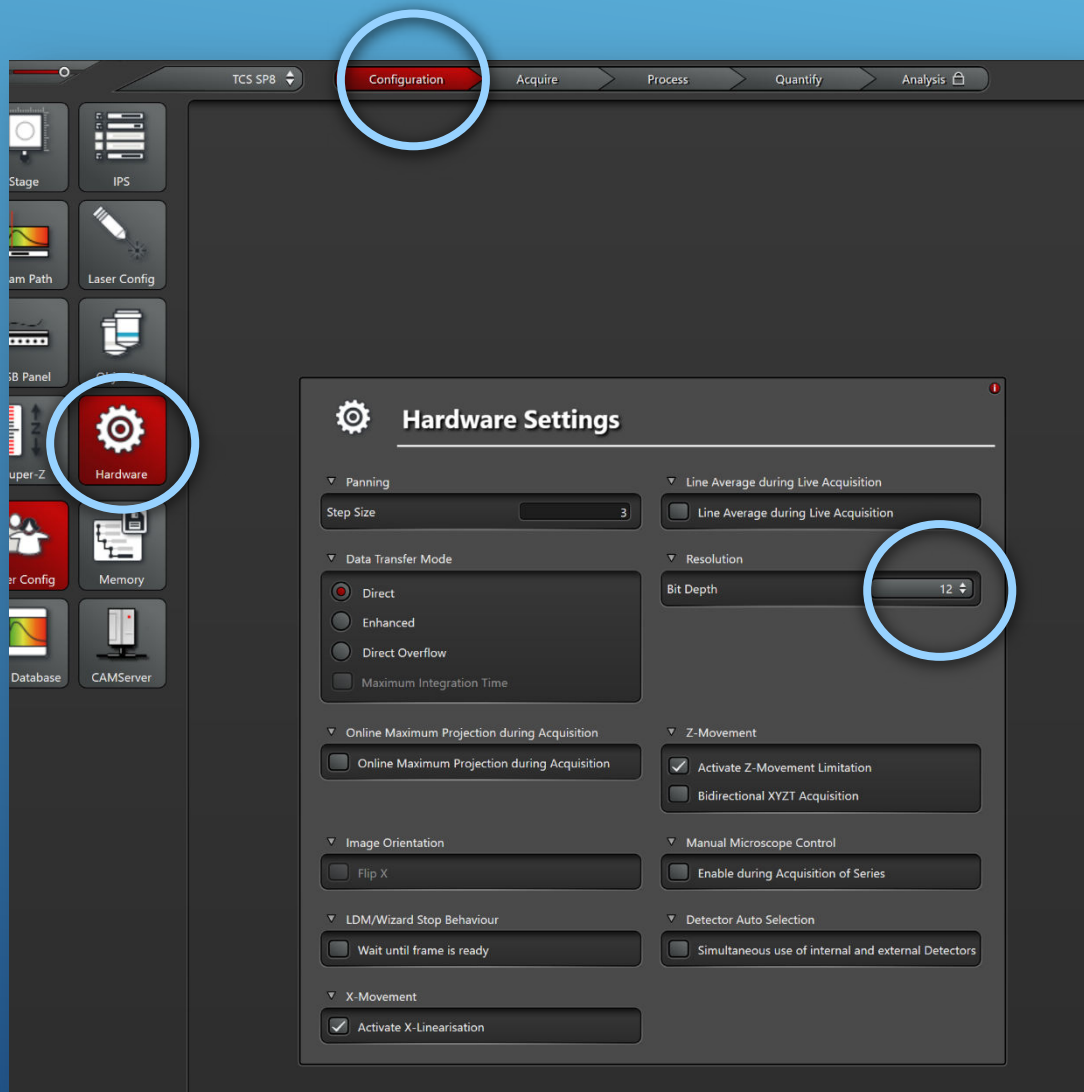 TCS SP8
Configuration
Acquire
Process
Quantify
Analysis
Stage
IPS
am Path
Laser Config
SB Panel
uper-Z
Hardware
er Config
Memory
Database
CAMServer
Hardware Settings
Panning
Step Size 3
Line Average during Live Acquisition
Line Average during Live Acquisition
Data Transfer Mode
Direct
Enhanced
Direct Overflow
Maximum Integration Time
Resolution
Bit Depth 12
Online Maximum Projection during Acquisition
Online Maximum Projection during Acquisition
Z-Movement
Activate Z-Movement Limitation
Bidirectional XYZT Acquisition
Image Orientation
Flip X
Manual Microscope Control
Enable during Acquisition of Series
LDM/Wizard Stop Behaviour
Wait until frame is ready
Detector Auto Selection
Simultaneous use of internal and external Detectors
X-Movement
Activate X-Linearisation